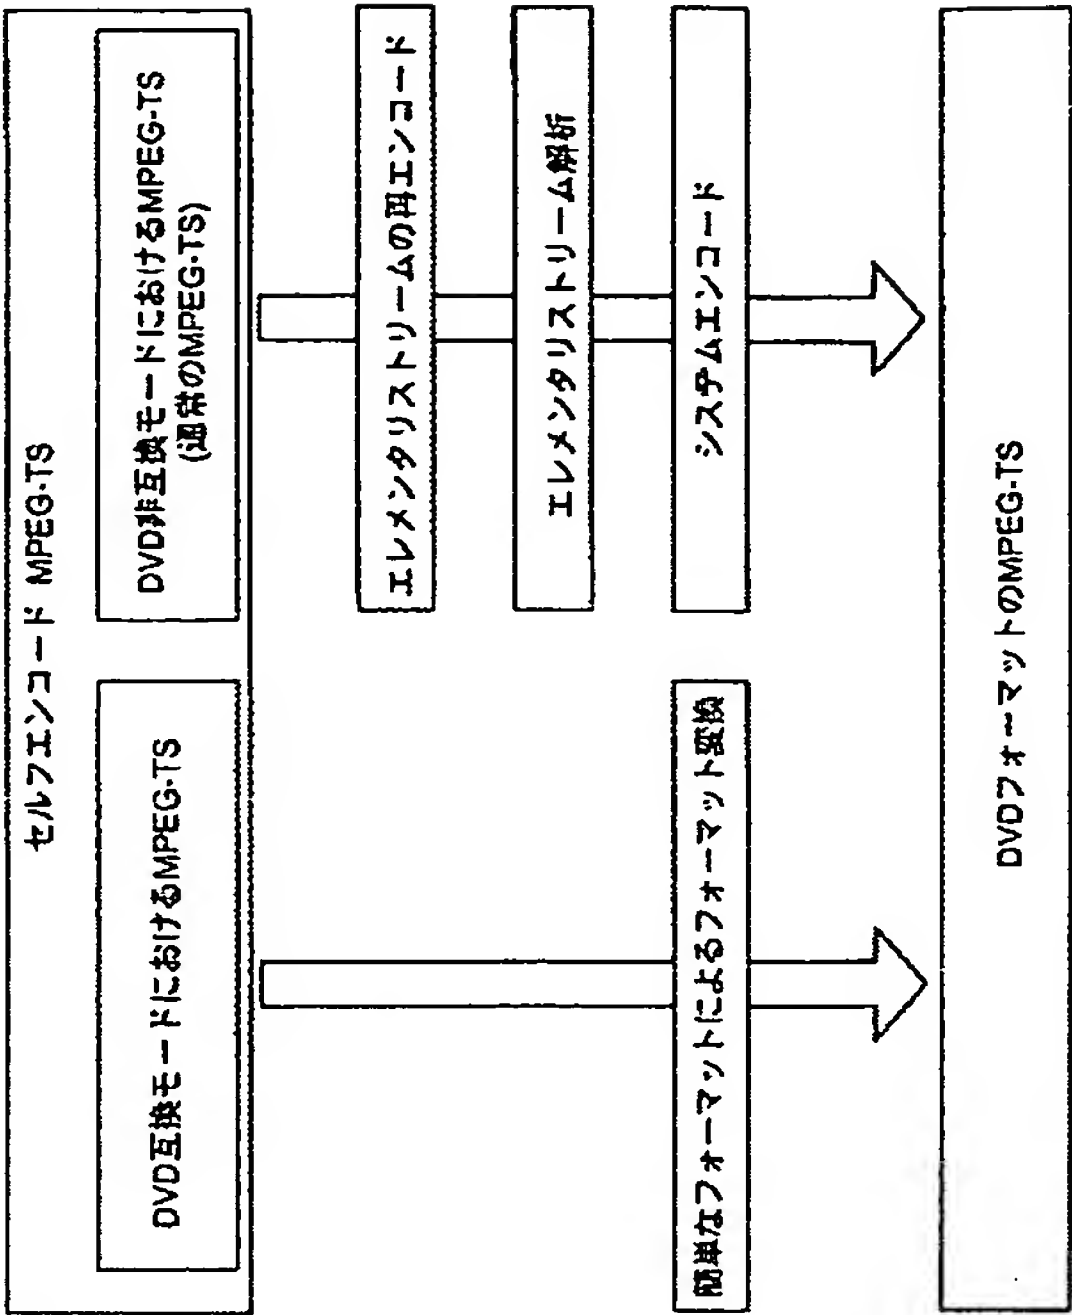 セルフエンコード MPEG-TS
DVD互換モードにおけるMPEG-TS
DVD非互換モードにおけるMPEG-TS
(通常のMPEG-TS)
エレメンタリストリームの再エンコード
エレメンタリストリーム解析
簡単なフォーマットによるフォーマット変換
システムエンコード
DVDフォーマットのMPEG-TS